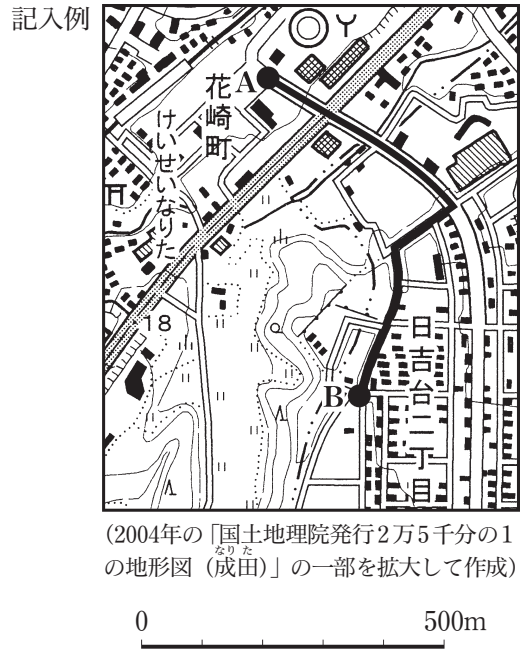 記入例
A
花崎町
けいせいなりた
18
B
日吉台二丁目
(2004年の「国土地理院発行2万5千分の1
の地形図(成田)」の一部を拡大して作成)
なりた
0 500m